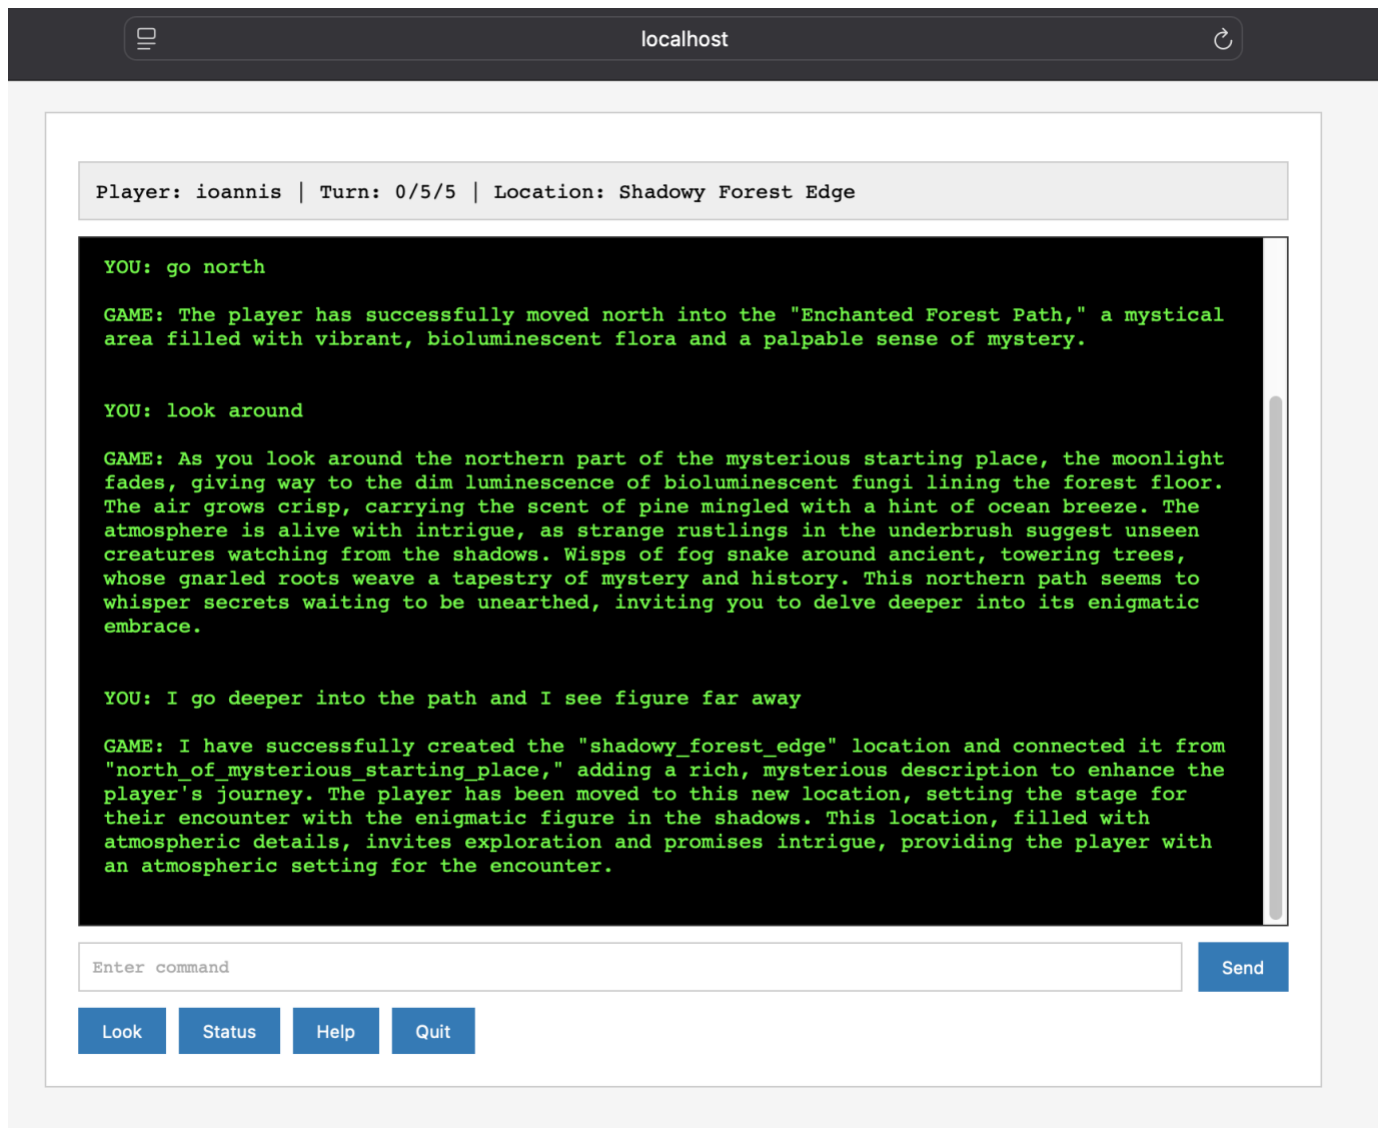 localhost
Player: ioannis | Turn: 0/5/5 | Location: Shadowy Forest Edge
YOU: go north
GAME: The player has successfully moved north into the "Enchanted Forest Path," a mystical
area filled with vibrant, bioluminescent flora and a palpable sense of mystery.
YOU: look around
GAME: As you look around the northern part of the mysterious starting place, the moonlight
fades, giving way to the dim luminescence of bioluminescent fungi lining the forest floor.
The air grows crisp, carrying the scent of pine mingled with a hint of ocean breeze. The
atmosphere is alive with intrigue, as strange rustlings in the underbrush suggest unseen
creatures watching from the shadows. Wisps of fog snake around ancient, towering trees,
whose gnarled roots weave a tapestry of mystery and history. This northern path seems to
whisper secrets waiting to be unearthed, inviting you to delve deeper into its enigmatic
embrace.
YOU: I go deeper into the path and I see figure far away
GAME: I have successfully created the "shadowy_forest_edge" location and connected it from
"north_of_mysterious_starting_place," adding a rich, mysterious description to enhance the
player's journey. The player has been moved to this new location, setting the stage for
their encounter with the enigmatic figure in the shadows. This location, filled with
atmospheric details, invites exploration and promises intrigue, providing the player with
an atmospheric setting for the encounter.
Enter command
Send
Look
Status
Help
Quit